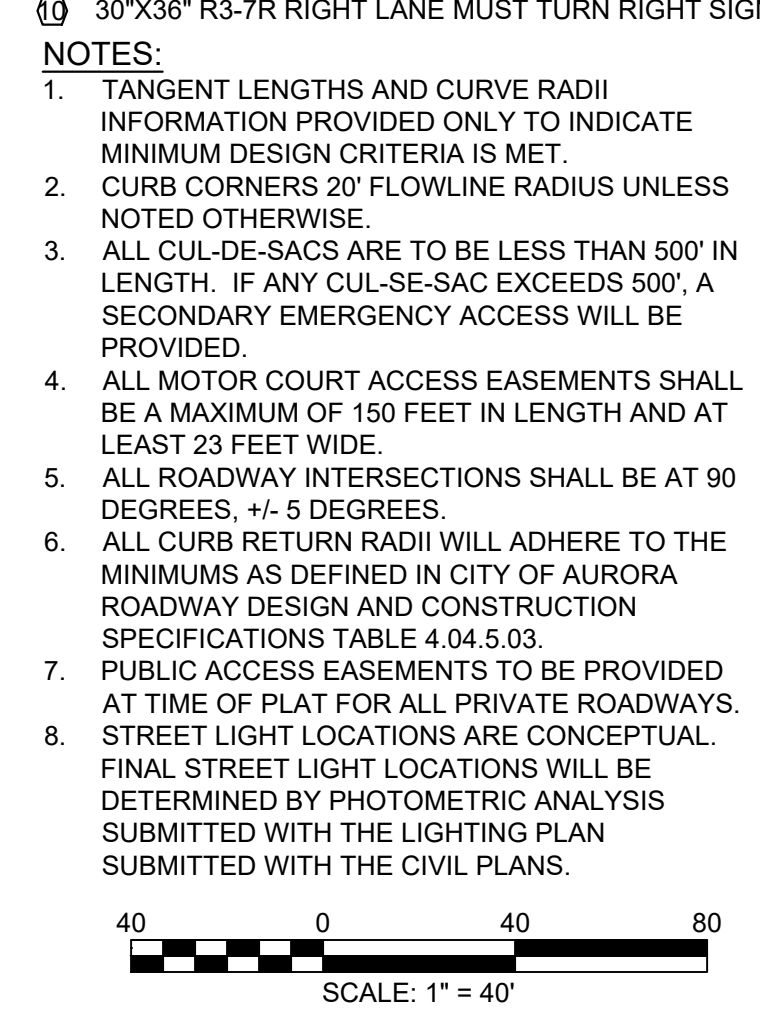 10 30"X36" R3-7R RIGHT LANE MUST TURN RIGHT SIGN
NOTES:
1. TANGENT LENGTHS AND CURVE RADII
INFORMATION PROVIDED ONLY TO INDICATE
MINIMUM DESIGN CRITERIA IS MET.
2. CURB CORNERS 20' FLOWLINE RADIUS UNLESS
NOTED OTHERWISE.
3. ALL CUL-DE-SACS ARE TO BE LESS THAN 500' IN
LENGTH. IF ANY CUL-SE-SAC EXCEEDS 500', A
SECONDARY EMERGENCY ACCESS WILL BE
PROVIDED.
4. ALL MOTOR COURT ACCESS EASEMENTS SHALL
BE A MAXIMUM OF 150 FEET IN LENGTH AND AT
LEAST 23 FEET WIDE.
5. ALL ROADWAY INTERSECTIONS SHALL BE AT 90
DEGREES, +/- 5 DEGREES.
6. ALL CURB RETURN RADII WILL ADHERE TO THE
MINIMUMS AS DEFINED IN CITY OF AURORA
ROADWAY DESIGN AND CONSTRUCTION
SPECIFICATIONS TABLE 4.04.5.03.
7. PUBLIC ACCESS EASEMENTS TO BE PROVIDED
AT TIME OF PLAT FOR ALL PRIVATE ROADWAYS.
8. STREET LIGHT LOCATIONS ARE CONCEPTUAL.
FINAL STREET LIGHT LOCATIONS WILL BE
DETERMINED BY PHOTOMETRIC ANALYSIS
SUBMITTED WITH THE LIGHTING PLAN
SUBMITTED WITH THE CIVIL PLANS.
40 0 40 80
SCALE: 1" = 40'